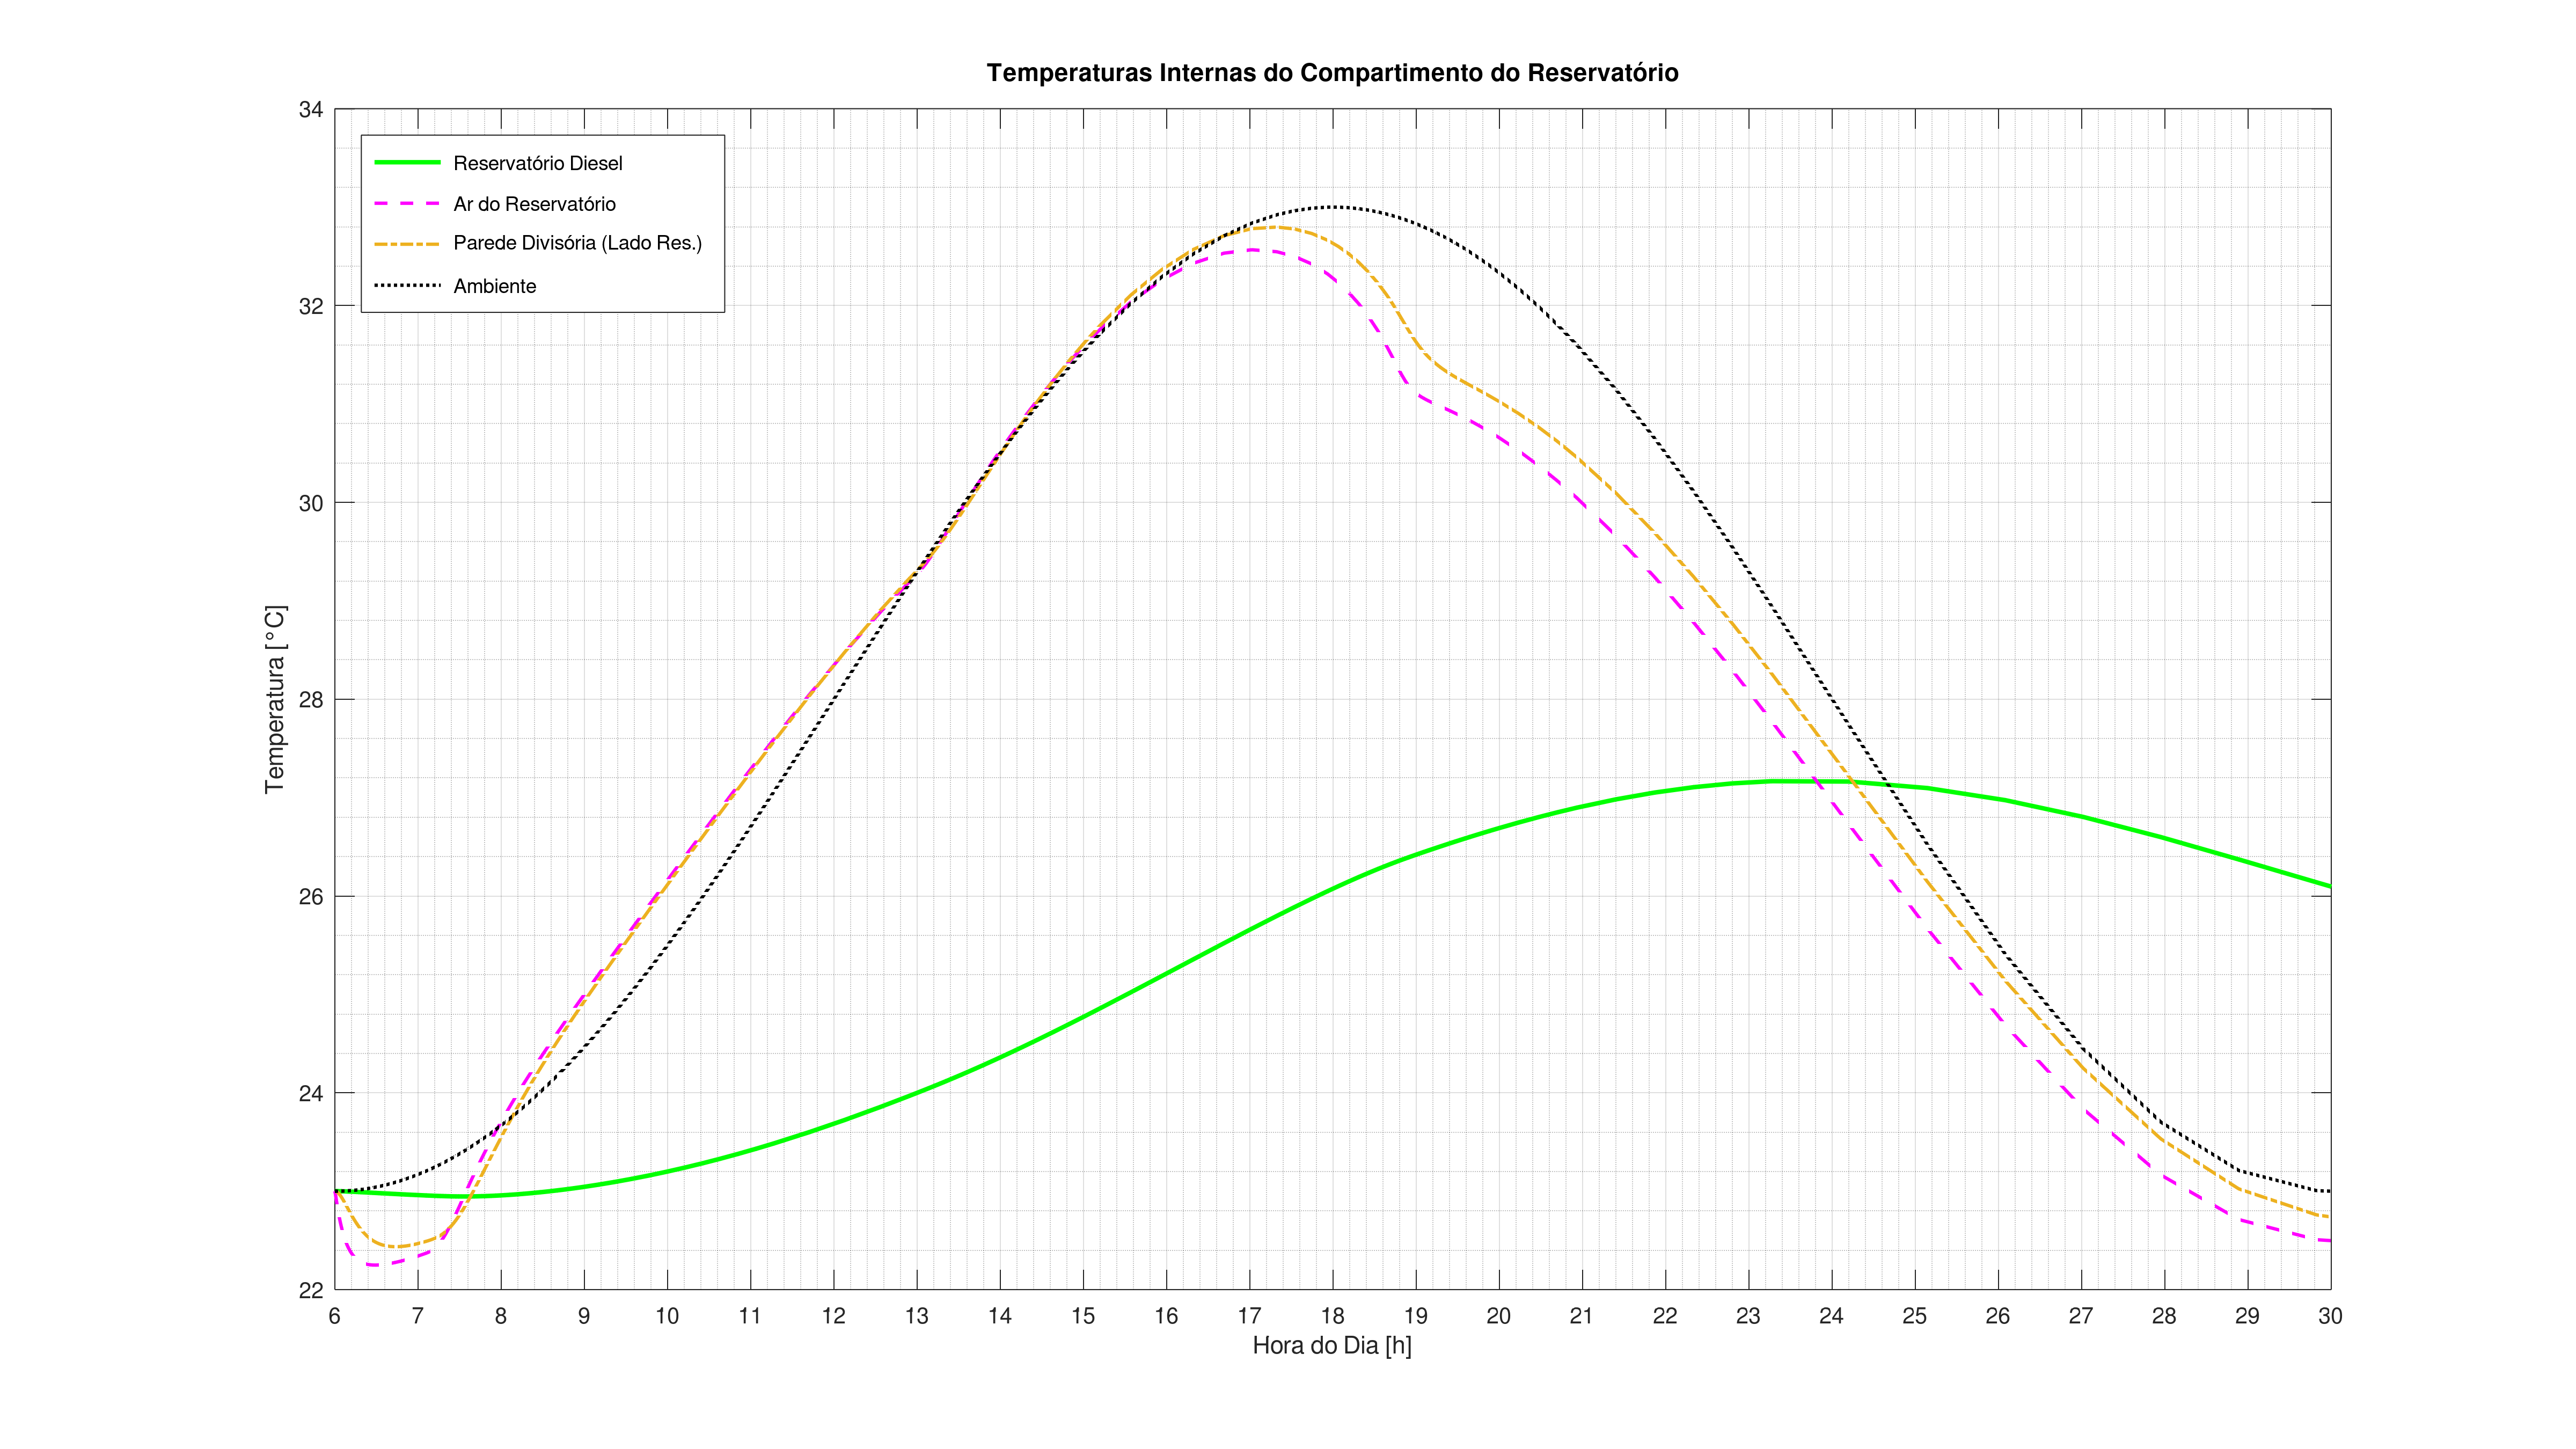 Temperaturas Internas do Compartimento do Reservatório
34
32
30
28
26
24
22
Temperatura [°C]
Reservatório Diesel
Ar do Reservatório
Parede Divisória (Lado Res.)
Ambiente
6 7 8 9 10 11 12 13 14 15 16 17 18 19 20 21 22 23 24 25 26 27 28 29 30
Hora do Dia [h]